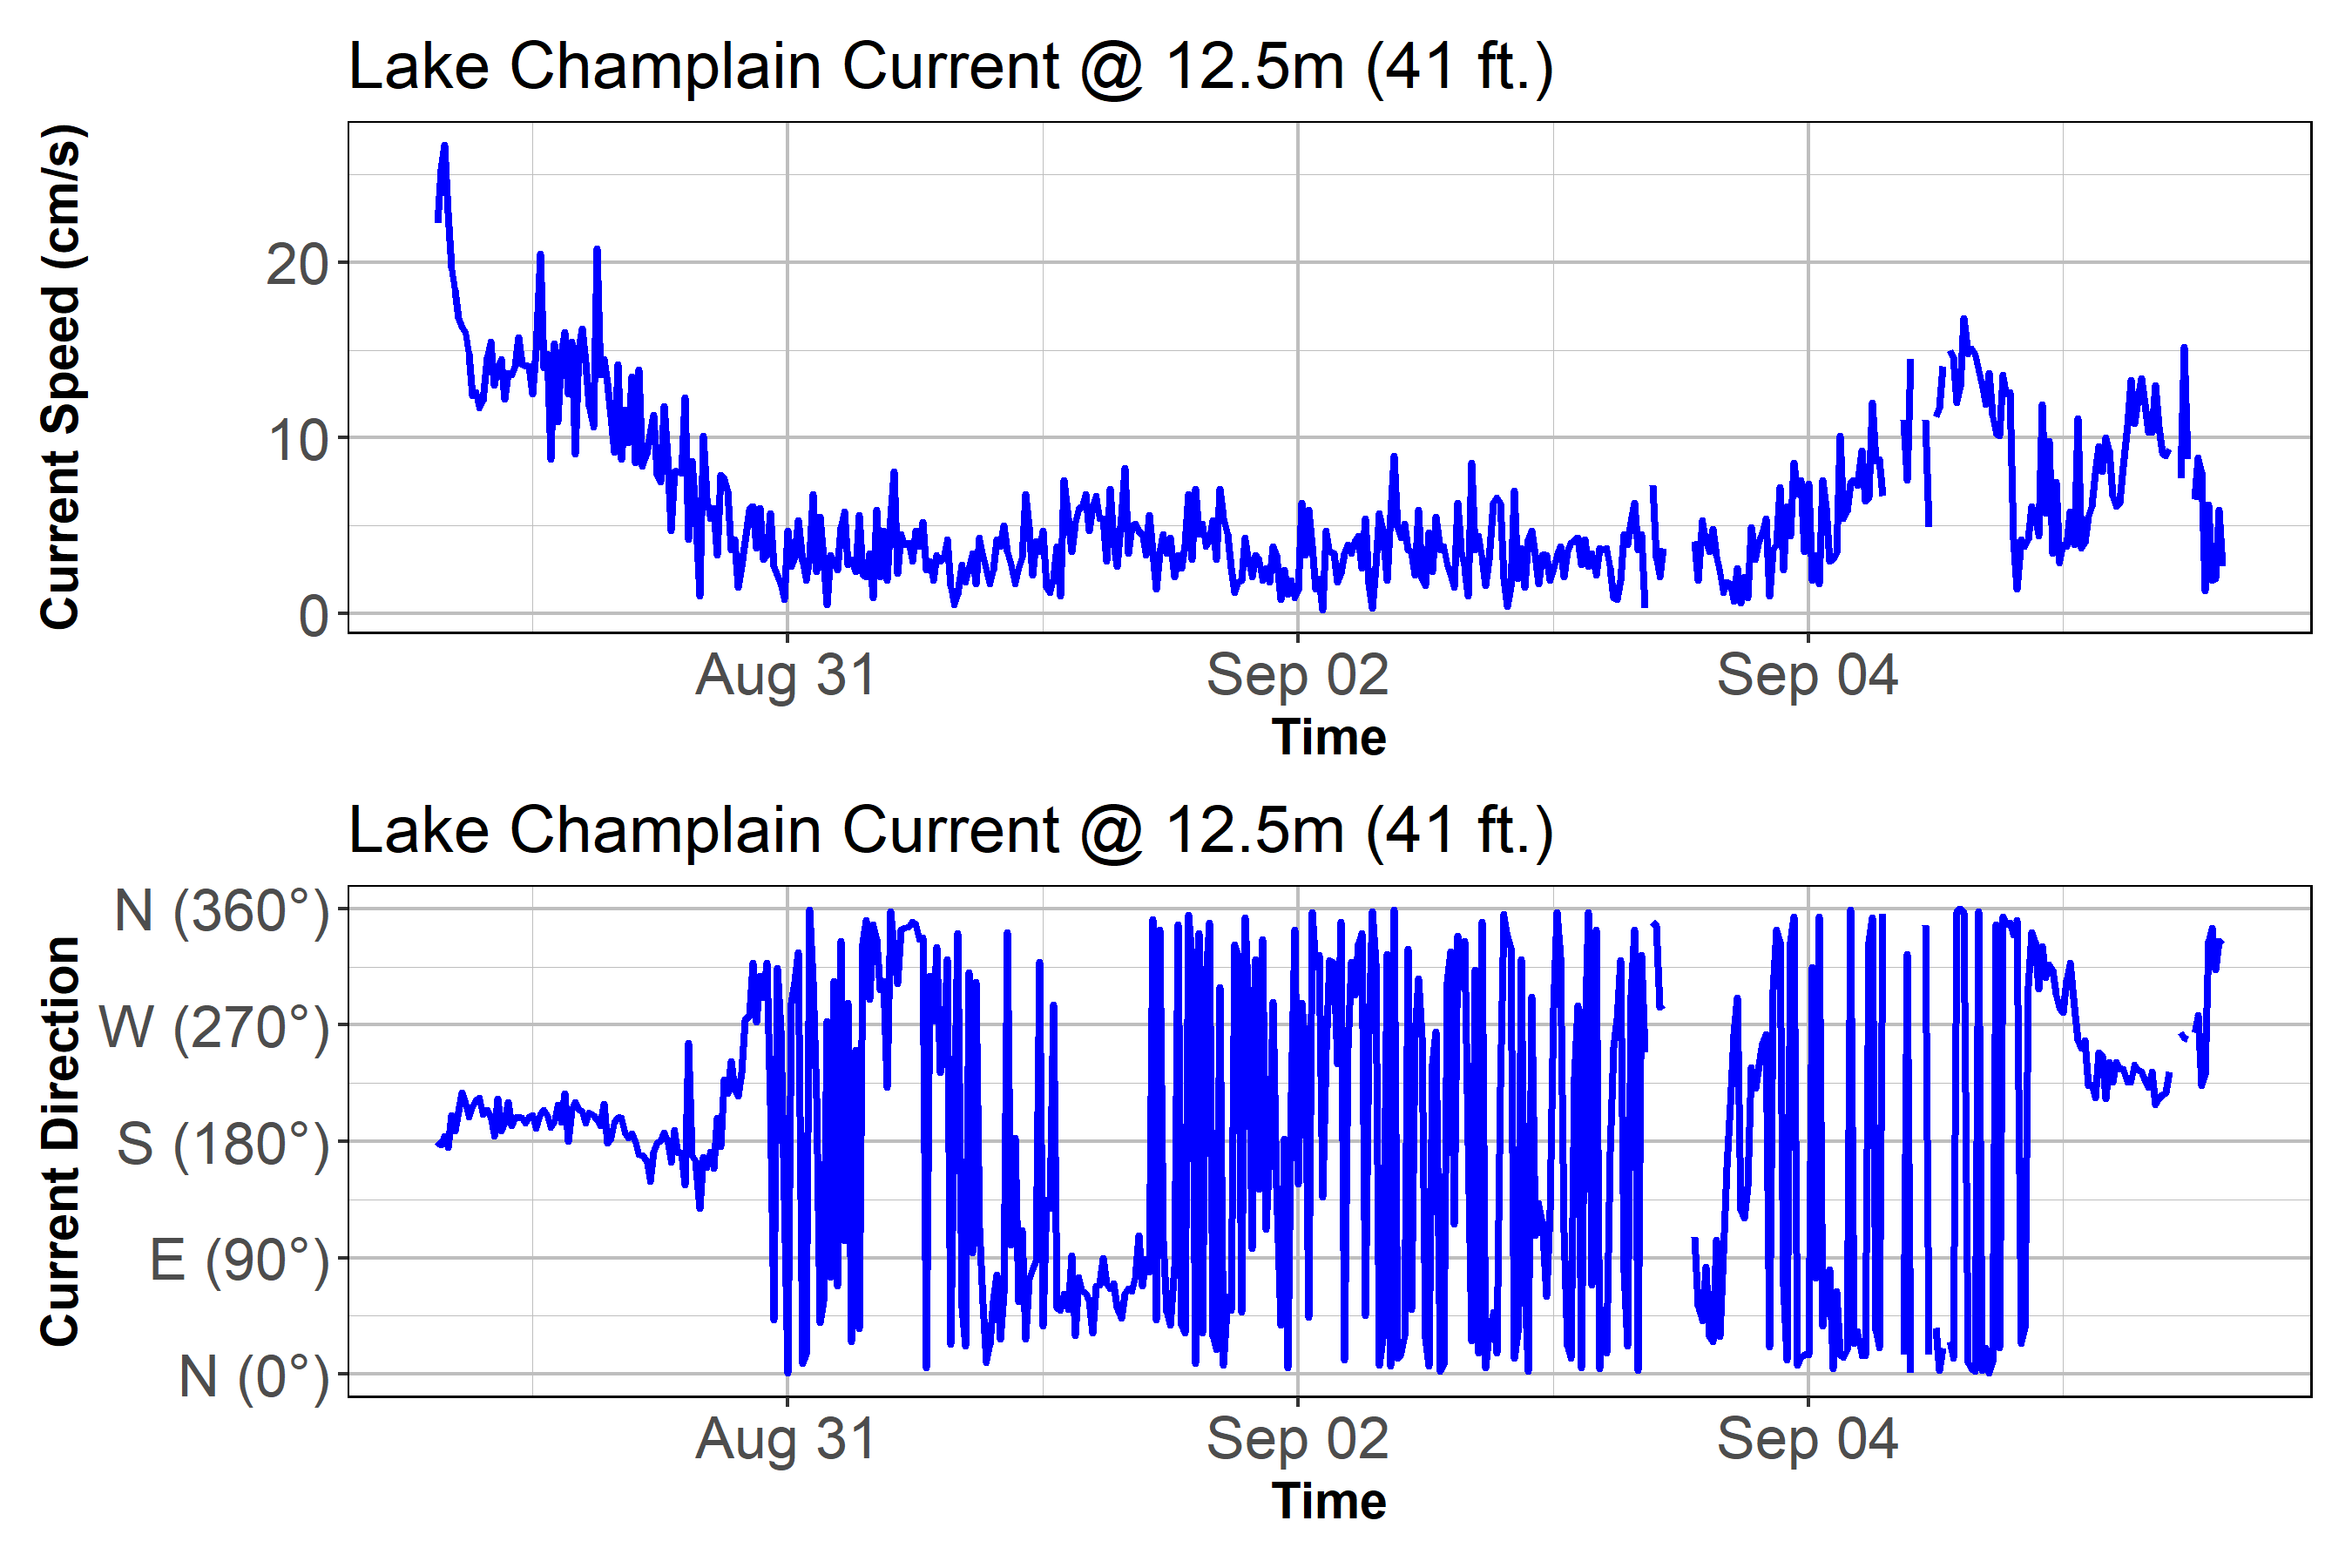 Lake Champlain Current @ 12.5m (41 ft.)
Current Speed (cm/s)
20
10
0
Aug 31 Sep 02 Sep 04
Time
Lake Champlain Current @ 12.5m (41 ft.)
Current Direction
N (360°)
W (270°)
S (180°)
E (90°)
N (0°)
Aug 31 Sep 02 Sep 04
Time